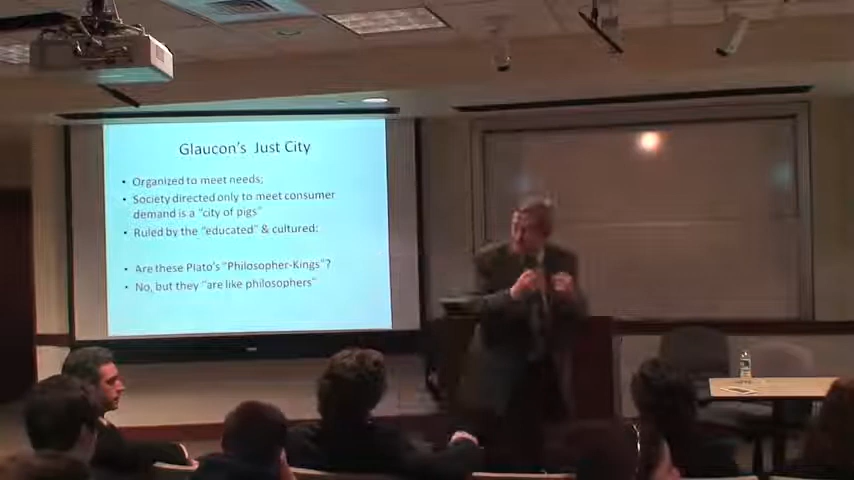 Glaucon's Just City
• Organized to meet needs;
• Society directed only to meet consumer
demand is a "city of pigs"
• Ruled by the "educated" & cultured:
• Are these Plato's "Philosopher-Kings"?
• No, but they "are like philosophers"